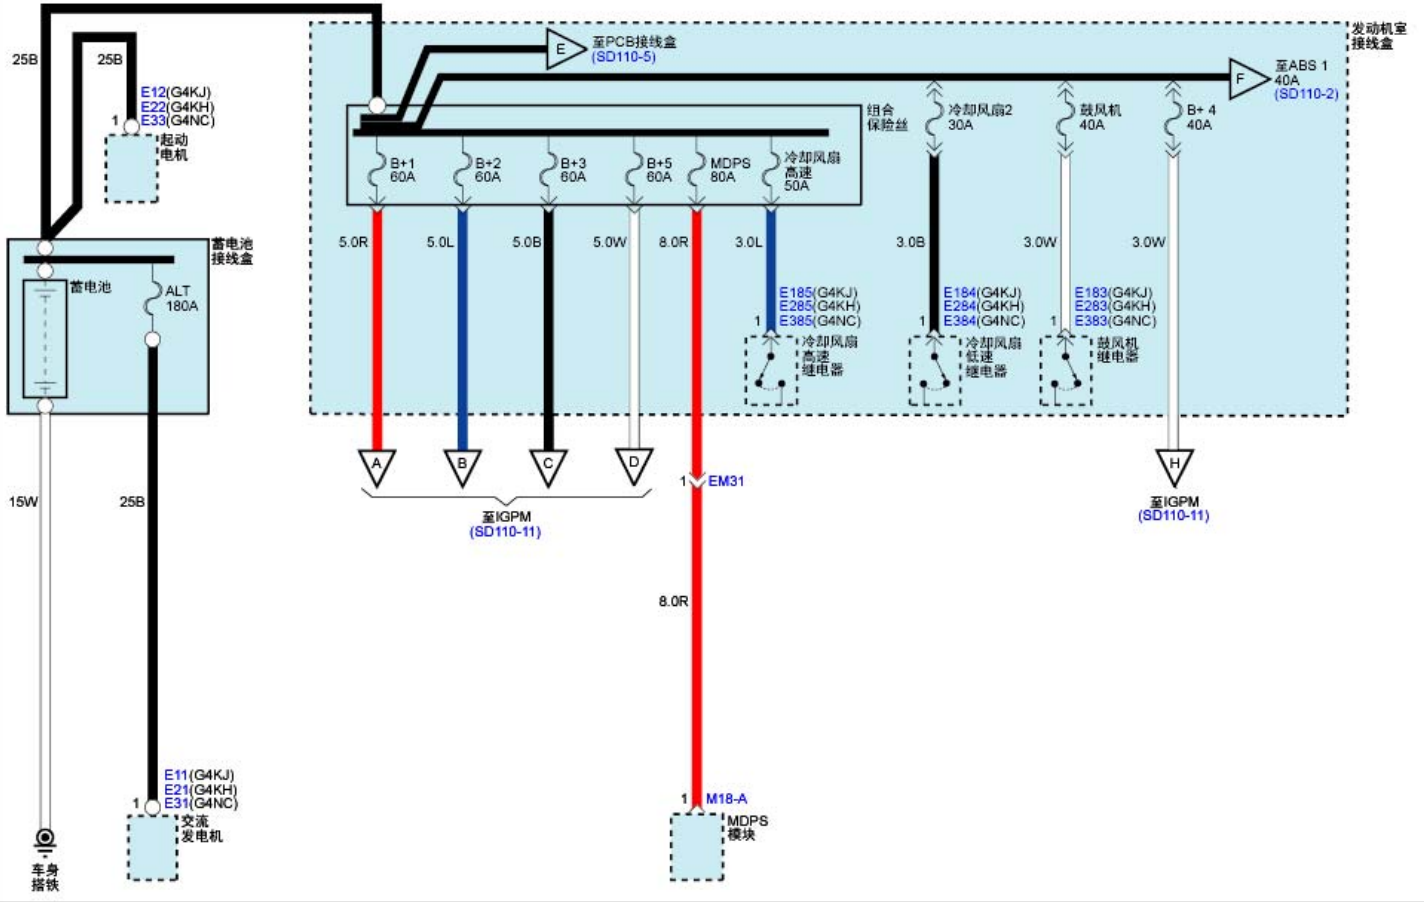 25B
25B
E12(G4KJ)
E22(G4KH)
1 E33(G4NC)
起动
电机
发动机室
接线盒
E
至PCB接线盒
(SD110-5)
F
至ABS 1
40A
(SD110-2)
组合
保险丝
冷却风扇2
30A
鼓风机
40A
B+ 4
40A
B+1
60A
B+2
60A
B+3
60A
B+5
60A
MDPS
80A
冷却风扇
高速
50A
5.0R
5.0L
5.0B
5.0W
8.0R
3.0L
3.0B
3.0W
3.0W
蓄电池
接线盒
蓄电池
ALT
180A
E185(G4KJ)
E285(G4KH)
1 E385(G4NC)
冷却风扇
高速
继电器
E184(G4KJ)
E284(G4KH)
1 E384(G4NC)
冷却风扇
低速
继电器
E183(G4KJ)
E283(G4KH)
1 E383(G4NC)
鼓风机
继电器
A
B
C
D
H
至IGPM
(SD110-11)
1 EM31
至IGPM
(SD110-11)
15W
25B
8.0R
E11(G4KJ)
E21(G4KH)
1 E31(G4NC)
交流
发电机
1 M18-A
MDPS
模块
车身
搭铁